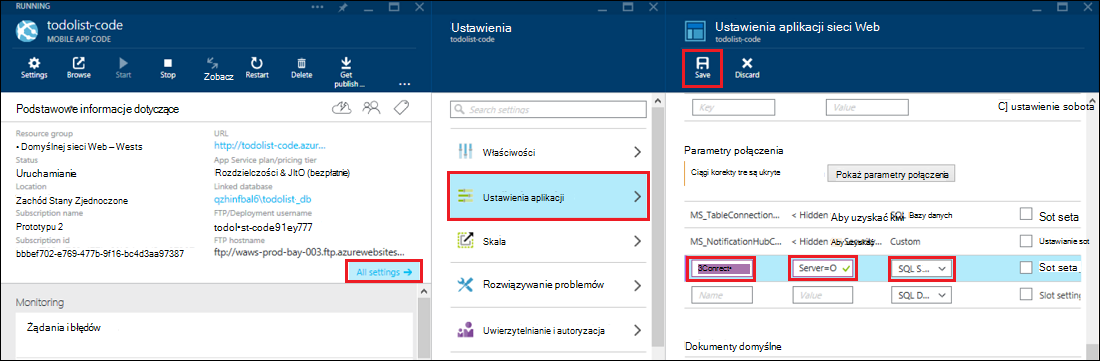 RUNNING
todolist-code
MOBILE APP CODE
Settings
Browse
Start
Stop
Zobacz
Restart
Delete
Get publish ...
Podstawowe informacje dotyczące
Resource group
• Domyślnej sieci Web – Wests
Status
Uruchamianie
Location
Zachód Stany Zjednoczone
Subscription name
Prototypu 2
Subscription id
bbbef702-e769-477b-9f16-bc4d3aa97387
URL
http://todolist-code.azur...
App Service plan/pricing tier
Rozdzielczości & JltO (bezpłatnie)
Linked database
qzhinfbal6\todolist_db
FTP/Deployment username
todol•st-code91ey777
FTP hostname
ftp://waws-prod-bay-003.ftp.azurewebsites...
All settings →
Monitoring
Żądania i błędów
Ustawienia
todolist-code
Search settings
Właściwości
Ustawienia aplikacji
Skala
Rozwiązywanie problemów
Uwierzytelnianie i autoryzacja
Ustawienia aplikacji sieci Web
todolist-code
Save
Discard
Key
Value
C] ustawienie sobota
Parametry połączenia
Ciągi korekty tre są ukryte
Pokaż parametry połączenia
MS_TableConnection...
< Hidden
Aby uzyskać
SQL
Bazy danych
Sot seta
MS_NotificationHubC...
< Hidden
Custom
Ustawianie sot
3Conrect•
Server=O
SQL S...
Sot seta
Name
Value
SQL D...
Slot setting
Dokumenty domyślne